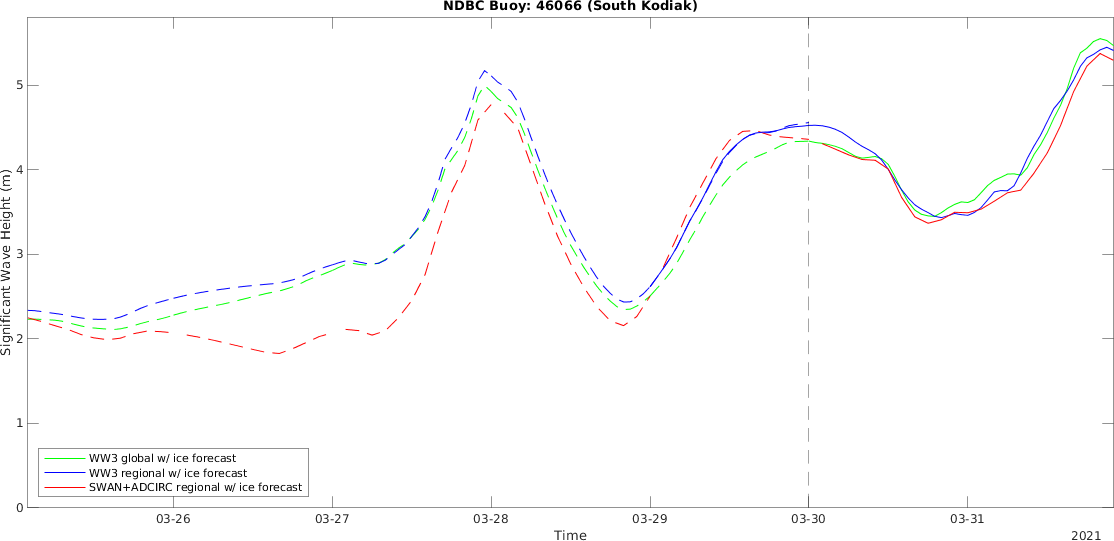 NDBC Buoy: 46066 (South Kodiak)
Significant Wave Height (m)
5
4
3
2
1
0
WW3 global w/ ice forecast
WW3 regional w/ ice forecast
SWAN+ADCIRC regional w/ ice forecast
03-26
03-27
03-28
03-29
03-30
03-31
Time
2021